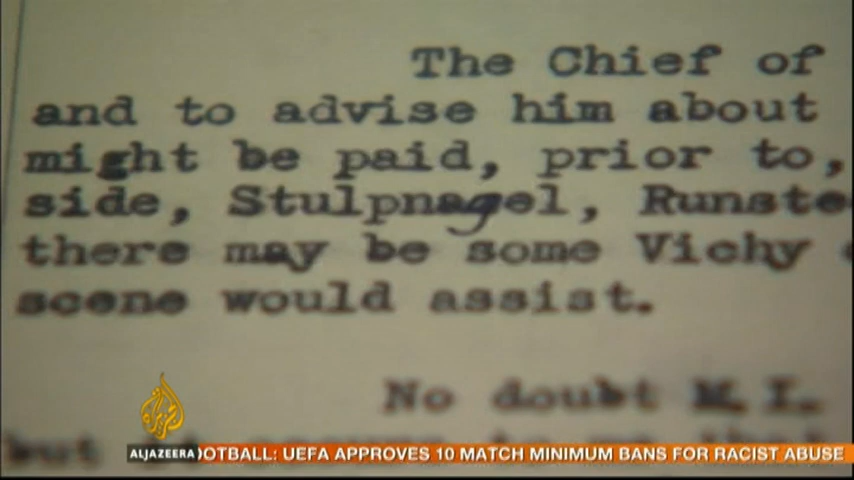 The Chief of
and to advise him about
might be paid, prior to,
side, Stulpnagel, Runste
there may be some Vichy
scene would assist.
No doubt M.I.
but
ALJAZEERA
OOTBALL: UEFA APPROVES 10 MATCH MINIMUM BANS FOR RACIST ABUSE